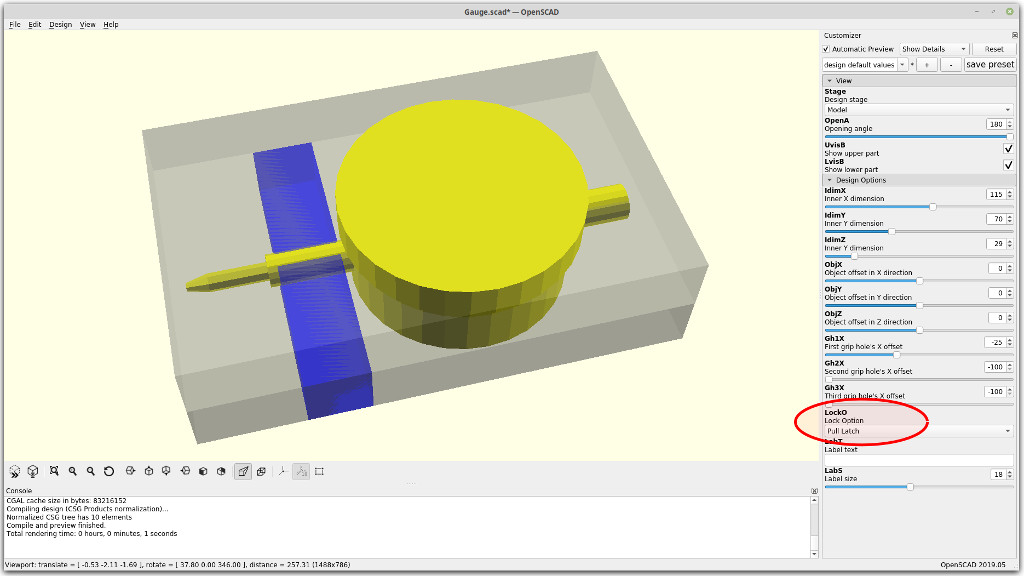 Gauge.scad* — OpenSCAD
File Edit Design View Help
Customizer
Automatic Preview Show Details Reset
design default values * + - save preset
View
Stage
Design stage
Model
OpenA
Opening angle 180
UvisB
Show upper part
LvisB
Show lower part
Design Options
IdimX
Inner X dimension 115
IdimY
Inner Y dimension 70
IdimZ
Inner Y dimension 29
ObjX
Object offset in X direction 0
ObjY
Object offset in Y direction 0
ObjZ
Object offset in Z direction 0
Gh1X
First grip hole's X offset -25
Gh2X
Second grip hole's X offset -100
Gh3X
Third grip hole's X offset -100
LockO
Lock Option
Pull Latch
LabT
Label text
LabS
Label size 18
Console
CGAL cache size in bytes: 83216152
Compiling design (CSG Products normalization)...
Normalized CSG tree has 10 elements
Compile and preview finished.
Total rendering time: 0 hours, 0 minutes, 1 seconds
Viewport: translate = [ -0.53 -2.11 -1.69 ], rotate = [ 37.80 0.00 346.00 ], distance = 257.31 (1488x786) OpenSCAD 2019.05